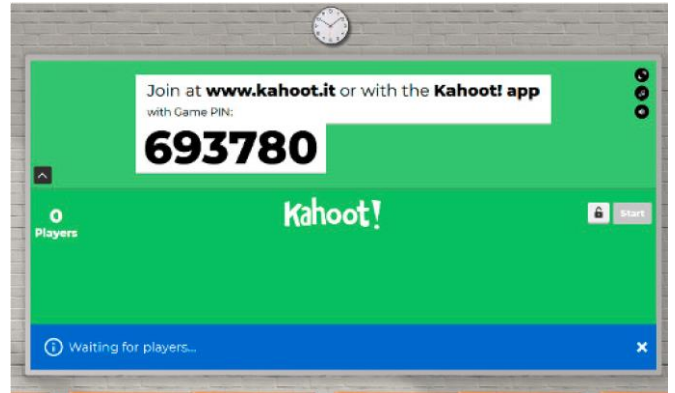 Join at www.kahoot.it or with the Kahoot! app
with Game PIN:
693780
Kahoot!
0
Players
Start
Waiting for players...